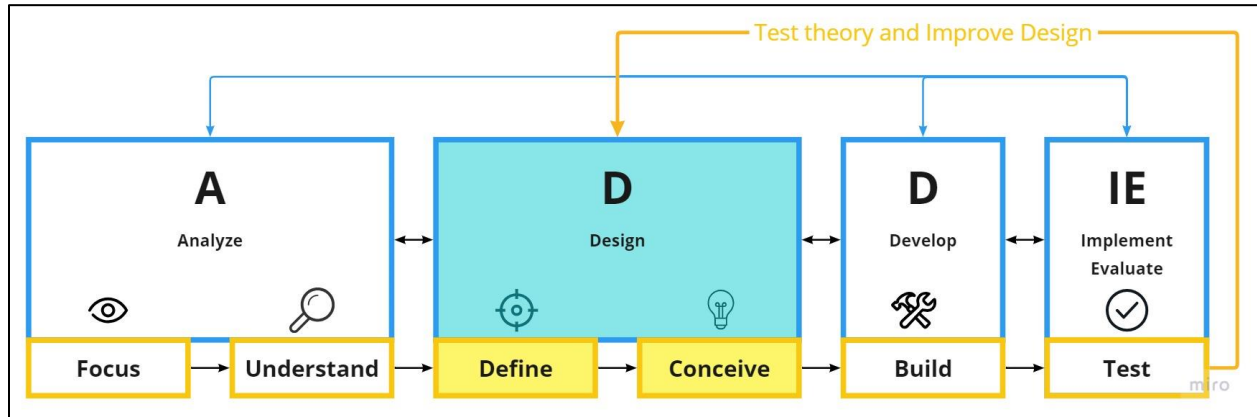 Test theory and Improve Design
A
D
D
IE
Analyze
Design
Develop
Implement
Evaluate
Focus
Understand
Define
Conceive
Build
Test
miro